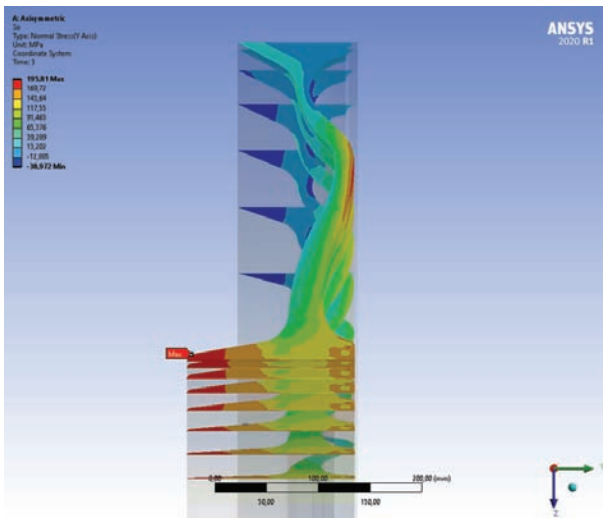 A: Axisymmetric
Sx
Type: Normal Stress(Y Axis)
Unit: MPa
Coordinate System
Time: 3
195,81 Max
169,72
143,64
117,55
91,463
65,376
39,289
13,202
-12,885
-38,972 Min
ANSYS
2020 R1
Max
0,00
100,00
200,00 (mm)
50,00
150,00
Y
Z